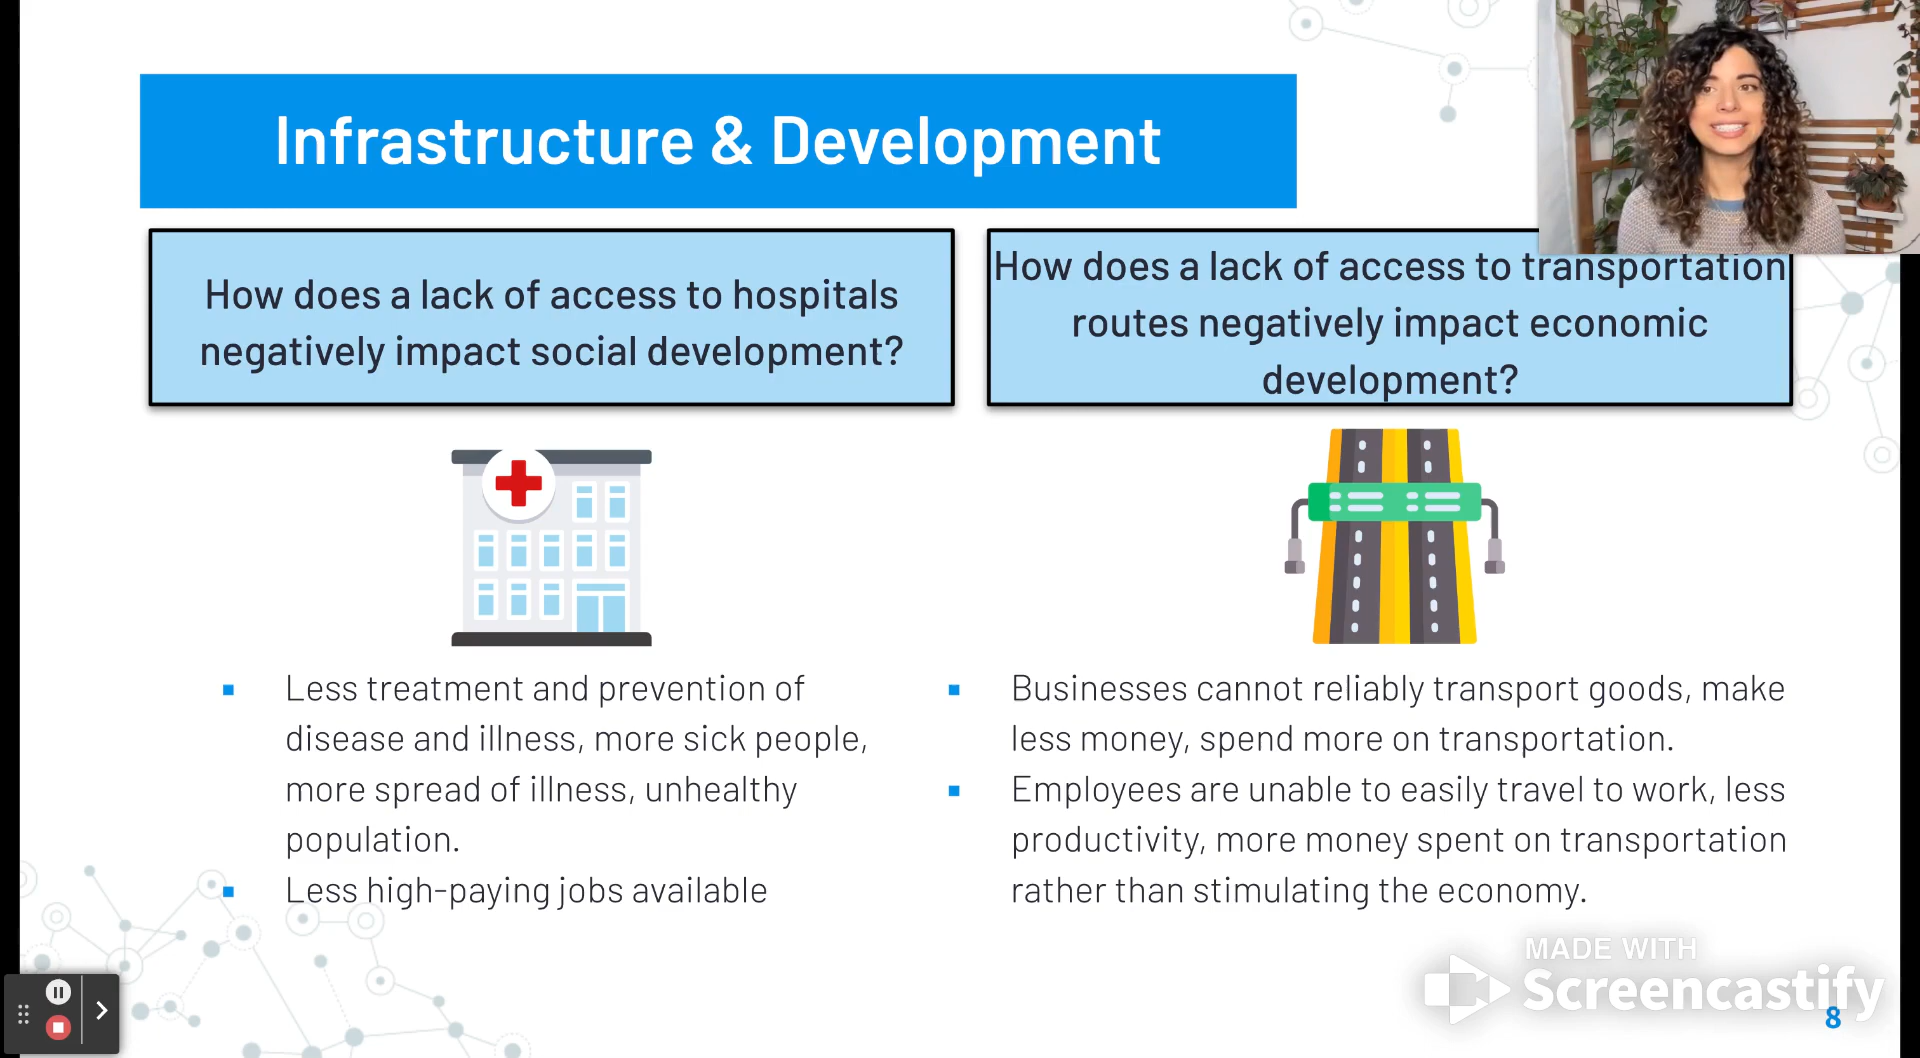 Infrastructure & Development
How does a lack of access to hospitals
negatively impact social development?
How does a lack of access to transportation
routes negatively impact economic
development?
▪ Less treatment and prevention of
disease and illness, more sick people,
more spread of illness, unhealthy
population.
▪ Less high-paying jobs available
▪ Businesses cannot reliably transport goods, make
less money, spend more on transportation.
▪ Employees are unable to easily travel to work, less
productivity, more money spent on transportation
rather than stimulating the economy.
MADE WITH
Screencastify
8